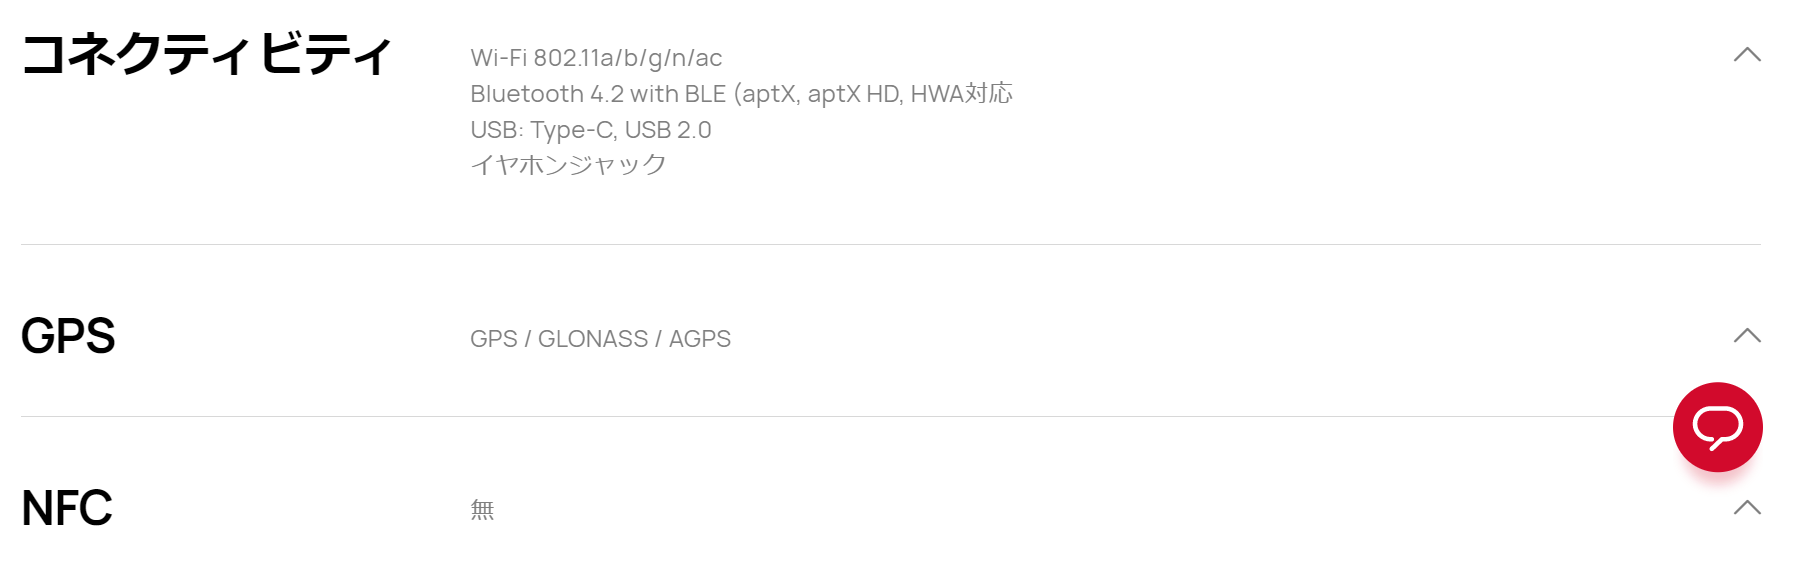 コネクティビティ
Wi-Fi 802.11a/b/g/n/ac
Bluetooth 4.2 with BLE (aptX, aptX HD, HWA対応
USB: Type-C, USB 2.0
イヤホンジャック
GPS
GPS / GLONASS / AGPS
NFC
無